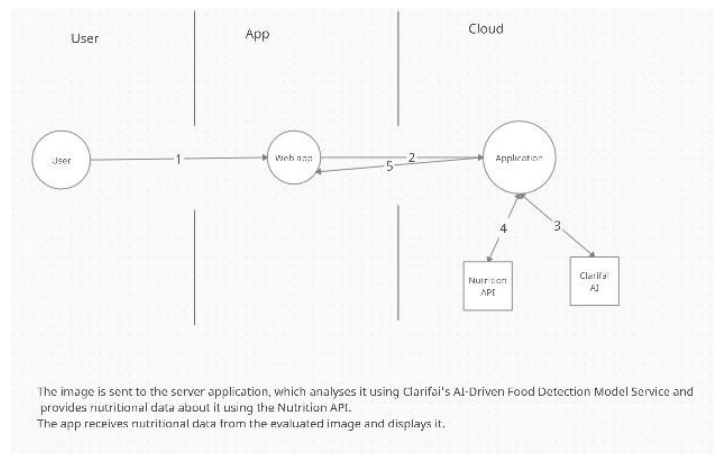 User
App
Cloud
User
1
Web app
2
5
Application
4
3
Nutrition
API
Clarifai
AI
The image is sent to the server application, which analyses it using Clarifai's AI-Driven Food Detection Model Service and
provides nutritional data about it using the Nutrition API.
The app receives nutritional data from the evaluated image and displays it.